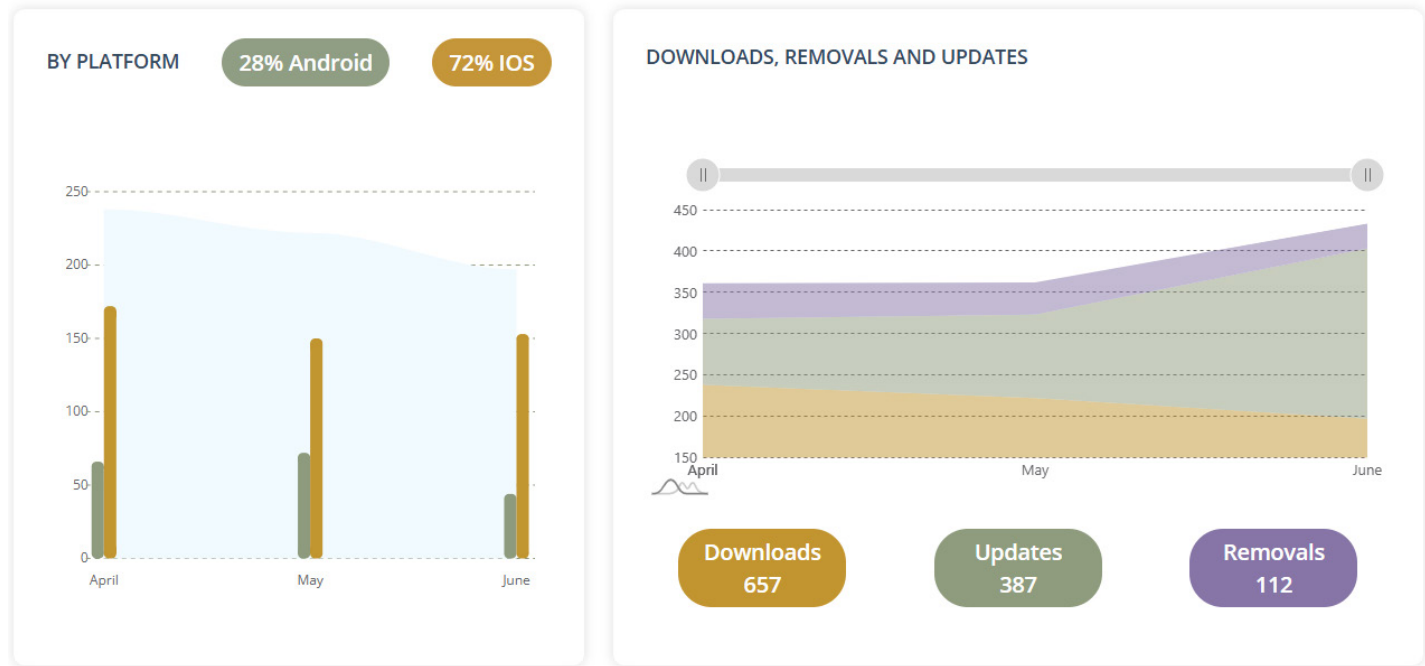 BY PLATFORM
28% Android
72% IOS
250
200
150
100
50
0
April
May
June
DOWNLOADS, REMOVALS AND UPDATES
450
400
350
300
250
200
150
April
May
June
Downloads
657
Updates
387
Removals
112